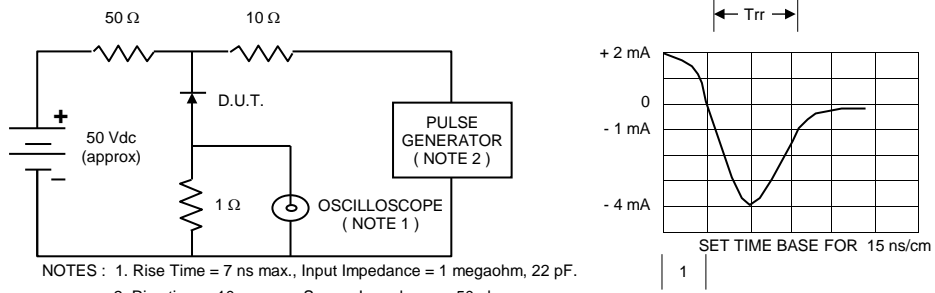 50 Ω
10 Ω
D.U.T.
+
50 Vdc
(approx)
−
1 Ω
OSCILLOSCOPE
( NOTE 1 )
PULSE
GENERATOR
( NOTE 2 )
Trr
+ 2 mA
0
- 1 mA
- 4 mA
SET TIME BASE FOR 15 ns/cm
1
NOTES : 1. Rise Time = 7 ns max., Input Impedance = 1 megaohm, 22 pF.